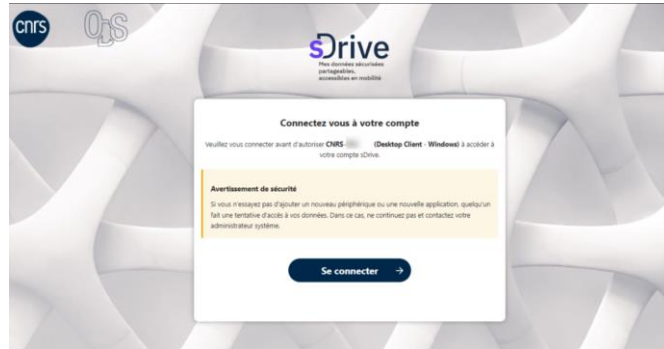 cnrs
ODS
sDrive
Mes données sécurisées
partageables,
accessibles en mobilité
Connectez vous à votre compte
Veuillez vous connecter avant d'autoriser CNRS- (Desktop Client - Windows) à accéder à
votre compte sDrive.
Avertissement de sécurité
Si vous n'essayez pas d'ajouter un nouveau périphérique ou une nouvelle application, quelqu'un
fait une tentative d'accès à vos données. Dans ce cas, ne continuez pas et contactez votre
administrateur système.
Se connecter →